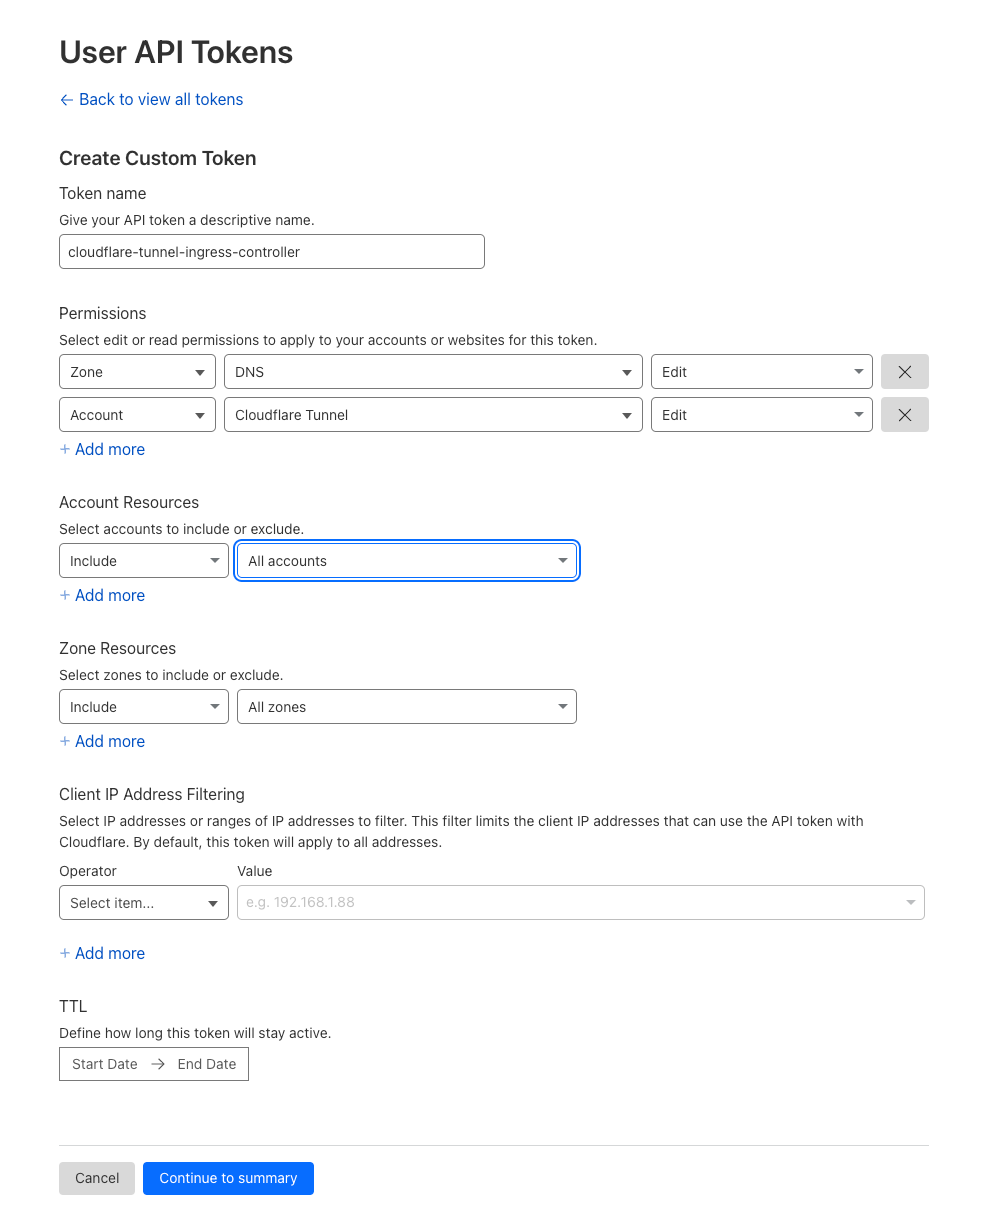 User API Tokens
← Back to view all tokens
Create Custom Token
Token name
Give your API token a descriptive name.
cloudflare-tunnel-ingress-controller
Permissions
Select edit or read permissions to apply to your accounts or websites for this token.
Zone DNS Edit
Account Cloudflare Tunnel Edit
+ Add more
Account Resources
Select accounts to include or exclude.
Include All accounts
+ Add more
Zone Resources
Select zones to include or exclude.
Include All zones
+ Add more
Client IP Address Filtering
Select IP addresses or ranges of IP addresses to filter. This filter limits the client IP addresses that can use the API token with
Cloudflare. By default, this token will apply to all addresses.
Operator Value
Select item... e.g. 192.168.1.88
+ Add more
TTL
Define how long this token will stay active.
Start Date → End Date
Cancel Continue to summary